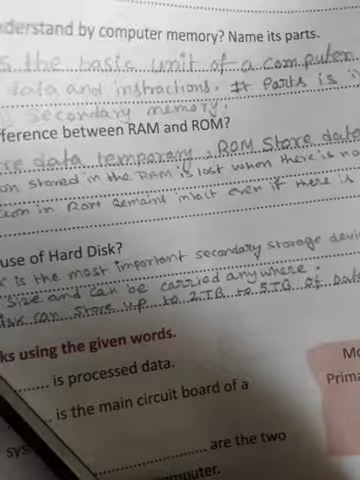 nderstand by computer memory? Name its parts.
s the basic unit of a computer
data and instructions. It Parts is
secondary memory.
fference between RAM and ROM?
re data temporary, ROM store data
on stored in the RAM is lost when there is no
tion in ROM remains intact even if there is
use of Hard Disk?
k is the most important secondary storage devi
size and can be carried anywhere.
isk can store up to 2TB to 5TB of data
ks using the given words.
......... is processed data.
.. is the main circuit board of a
Mo
Prima
sys
......................... are the two
mputer.